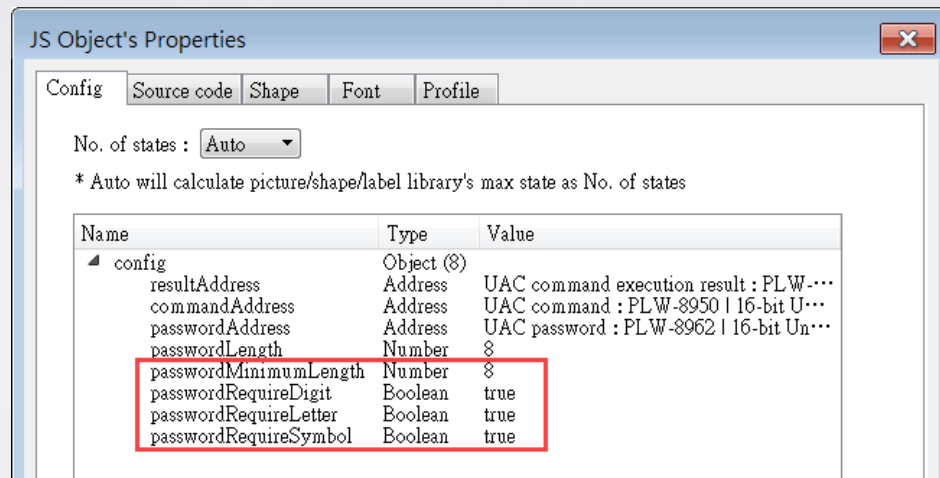 JS Object's Properties
Config Source code Shape Font Profile
No. of states : Auto
* Auto will calculate picture/shape/label library's max state as No. of states
Name Type Value
config Object (8)
resultAddress Address UAC command execution result : PLW-⋯
commandAddress Address UAC command : PLW-8950 | 16-bit U⋯
passwordAddress Address UAC password : PLW-8962 | 16-bit Un⋯
passwordLength Number 8
passwordMinimumLength Number 8
passwordRequireDigit Boolean true
passwordRequireLetter Boolean true
passwordRequireSymbol Boolean true